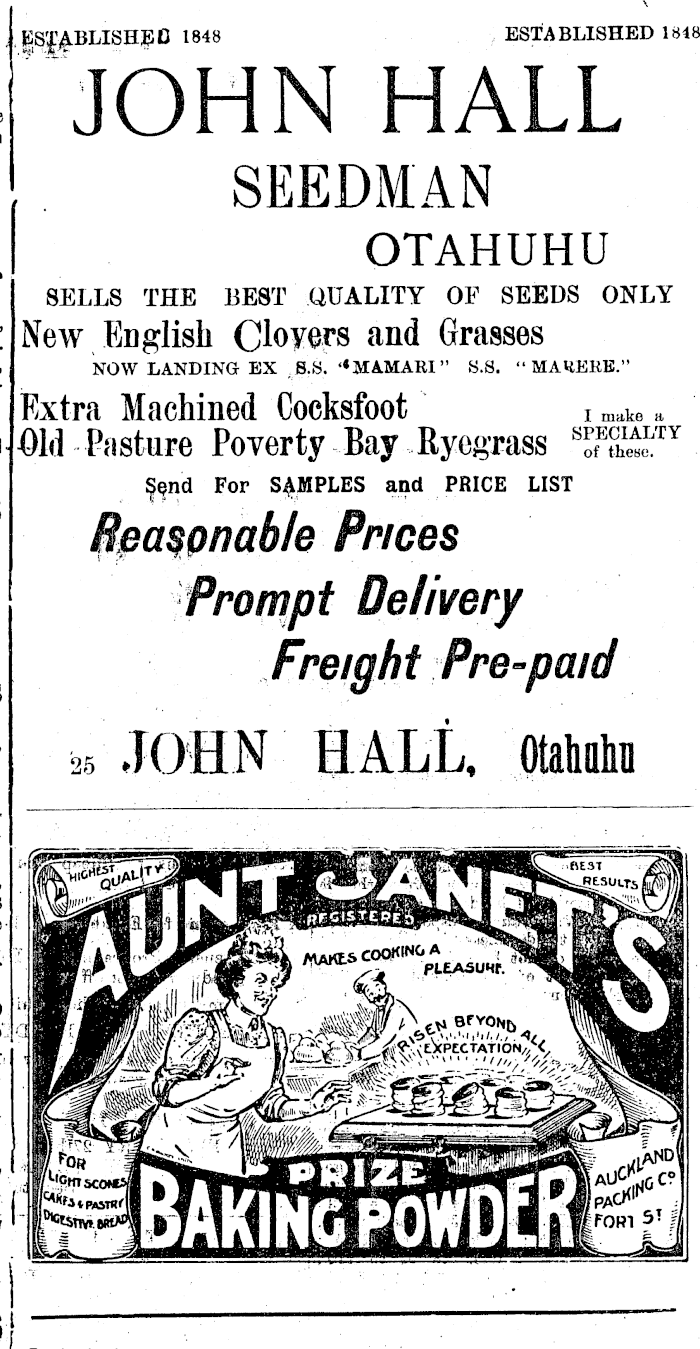 ESTABLISHED 1848 ESTABLISHED 1848
JOHN HALL
SEEDMAN
OTAHUHU
SELLS THE BEST QUALITY OF SEEDS ONLY
New English Clovers and Grasses
NOW LANDING EX S.S. "MAMARI" S.S. "MARERE."
Extra Machined Cocksfoot
Old Pasture Poverty Bay Ryegrass
I make a
SPECIALTY
of these.
Send For SAMPLES and PRICE LIST
Reasonable Prices
Prompt Delivery
Freight Pre-paid
25 JOHN HALL, Otahuhu
HIGHEST
QUALITY
BEST
RESULTS
AUNT JANET'S
REGISTERED
MAKES COOKING A
PLEASURE.
RISEN BEYOND ALL
EXPECTATION
FOR
LIGHT SCONES
CAKES & PASTRY
DIGESTIVE BREAD
PRIZE
BAKING POWDER
AUCKLAND
PACKING Co
FORT ST